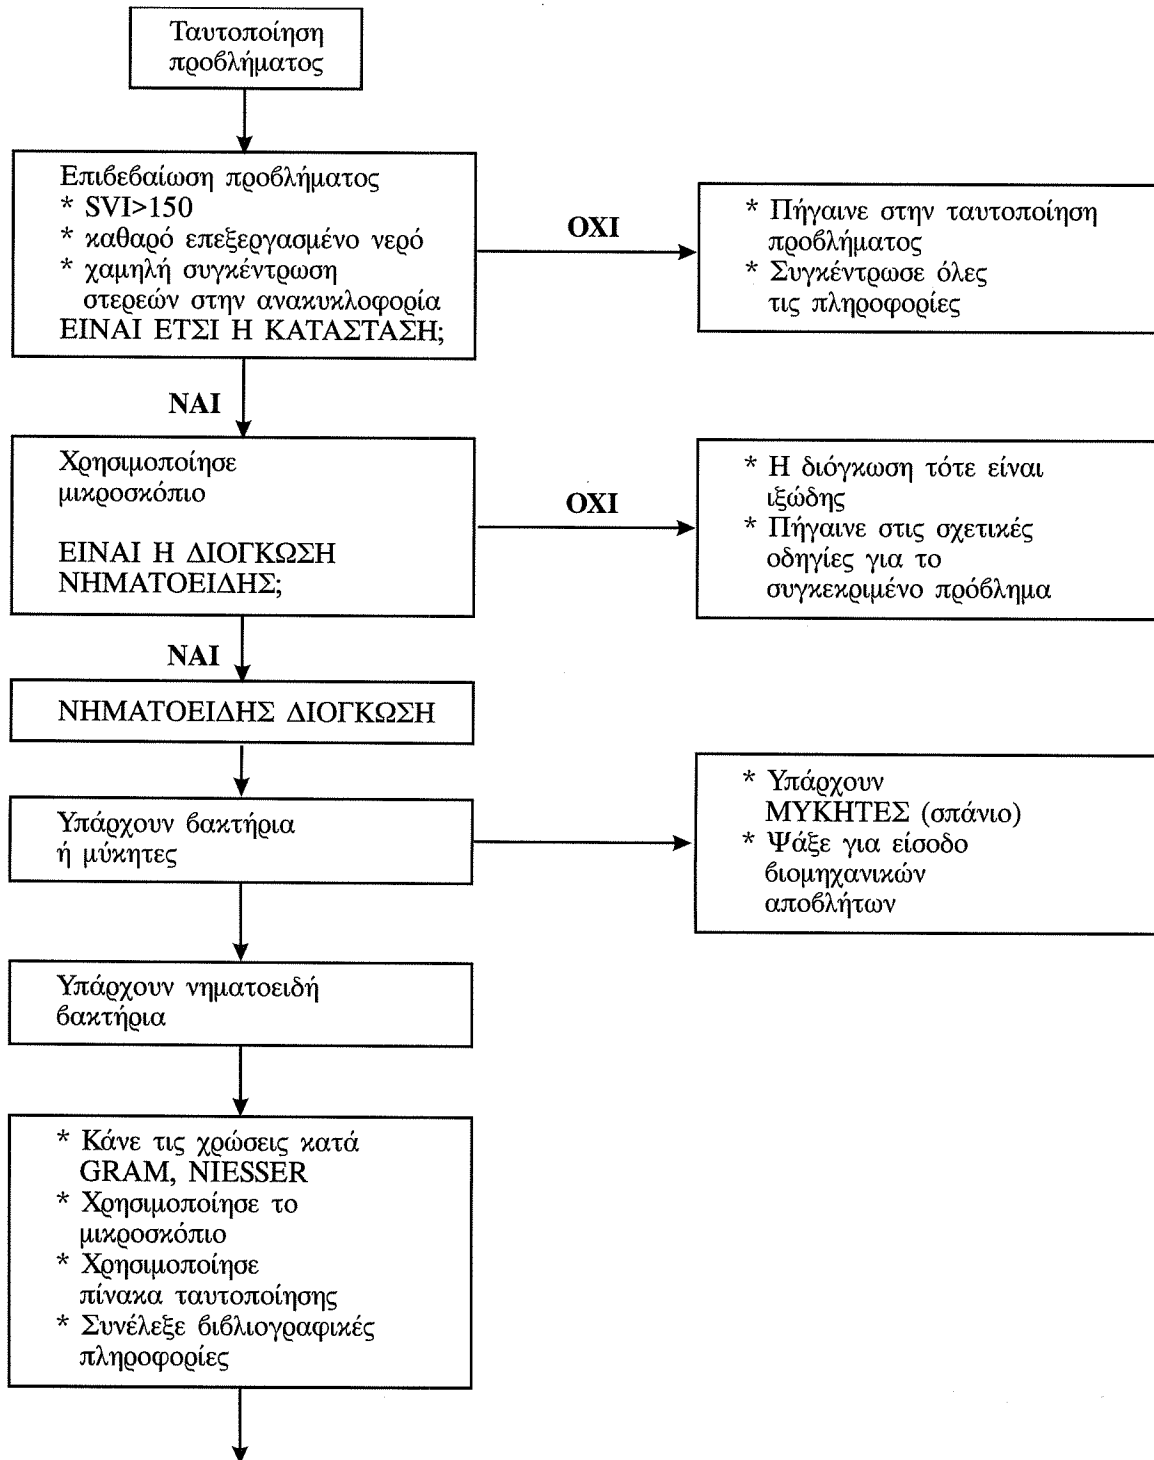 Ταυτοποίηση
προβλήματος
Επιβεβαίωση προβλήματος
* SVI>150
* καθαρό επεξεργασμένο νερό
* χαμηλή συγκέντρωση
στερεών στην ανακυκλοφορία
ΕΙΝΑΙ ΕΤΣΙ Η ΚΑΤΑΣΤΑΣΗ;
ΟΧΙ
* Πήγαινε στην ταυτοποίηση
προβλήματος
* Συγκέντρωσε όλες
τις πληροφορίες
ΝΑΙ
Χρησιμοποίησε
μικροσκόπιο
ΕΙΝΑΙ Η ΔΙΟΓΚΩΣΗ
ΝΗΜΑΤΟΕΙΔΗΣ;
ΟΧΙ
* Η διόγκωση τότε είναι
ιξώδης
* Πήγαινε στις σχετικές
οδηγίες για το
συγκεκριμένο πρόβλημα
ΝΑΙ
ΝΗΜΑΤΟΕΙΔΗΣ ΔΙΟΓΚΩΣΗ
Υπάρχουν βακτήρια
ή μύκητες
* Υπάρχουν
ΜΥΚΗΤΕΣ (σπάνιο)
* Ψάξε για είσοδο
βιομηχανικών
αποβλήτων
Υπάρχουν νηματοειδή
βακτήρια
* Κάνε τις χρώσεις κατά
GRAM, NIESSER
* Χρησιμοποίησε το
μικροσκόπιο
* Χρησιμοποίησε
πίνακα ταυτοποίησης
* Συνέλεξε βιβλιογραφικές
πληροφορίες